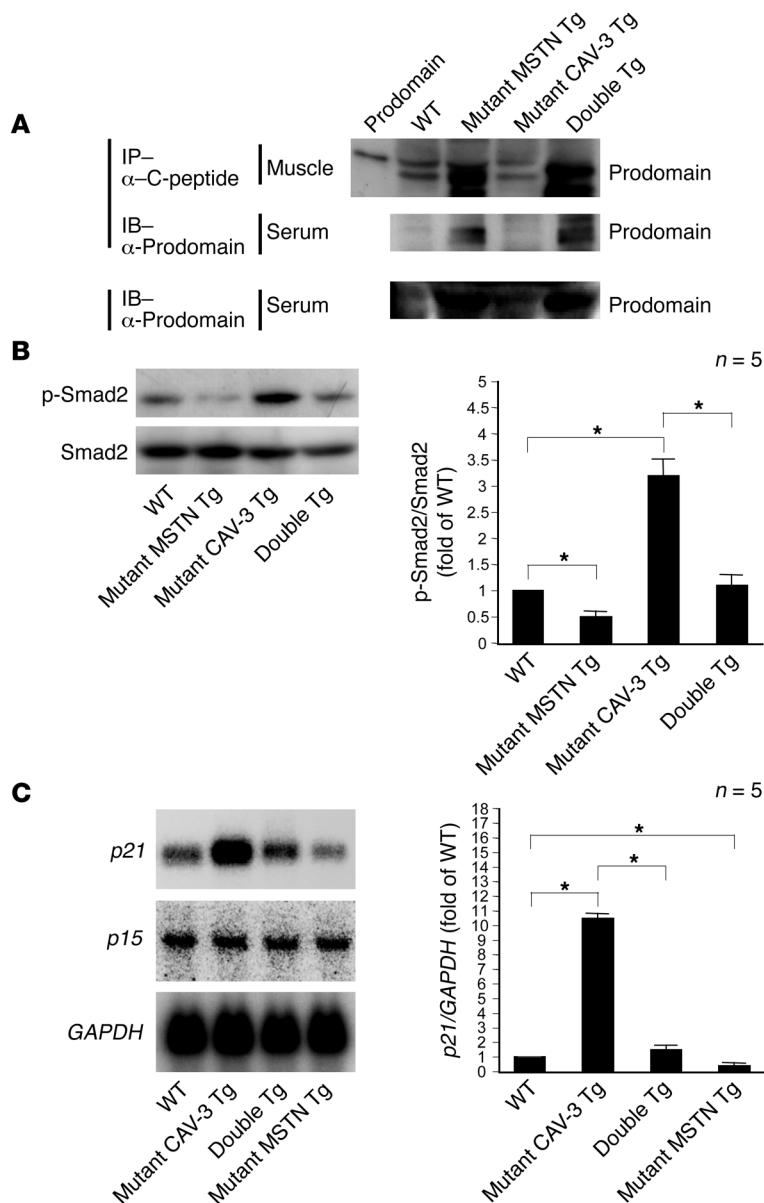 A
Prodomain
WT
Mutant MSTN Tg
Mutant CAV-3 Tg
Double Tg
IP–
α–C-peptide
Muscle
Prodomain
IB–
α-Prodomain
Serum
Prodomain
IB–
α-Prodomain
Serum
Prodomain
B
p-Smad2
Smad2
WT
Mutant MSTN Tg
Mutant CAV-3 Tg
Double Tg
n = 5
p-Smad2/Smad2
(fold of WT)
5
4.5
4
3.5
3
2.5
2
1.5
1
0.5
0
*
*
*
WT
Mutant MSTN Tg
Mutant CAV-3 Tg
Double Tg
C
p21
p15
GAPDH
WT
Mutant CAV-3 Tg
Double Tg
Mutant MSTN Tg
n = 5
p21/GAPDH (fold of WT)
18
17
16
15
14
13
12
11
10
9
8
7
6
5
4
3
2
1
0
*
*
*
WT
Mutant CAV-3 Tg
Double Tg
Mutant MSTN Tg